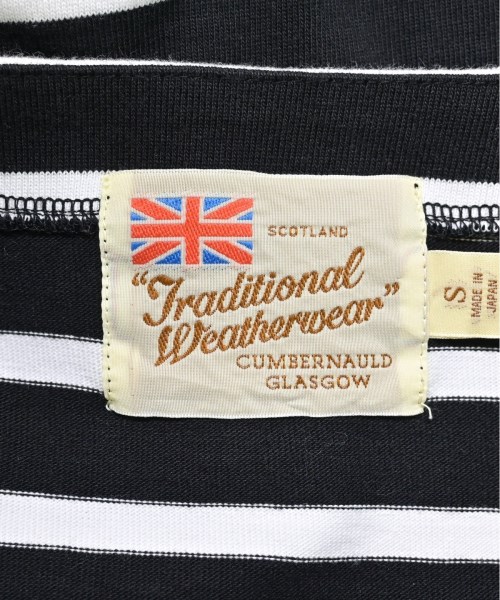 SCOTLAND
"Traditional
Weatherwear"
CUMBERNAULD
GLASGOW
S
MADE IN
JAPAN